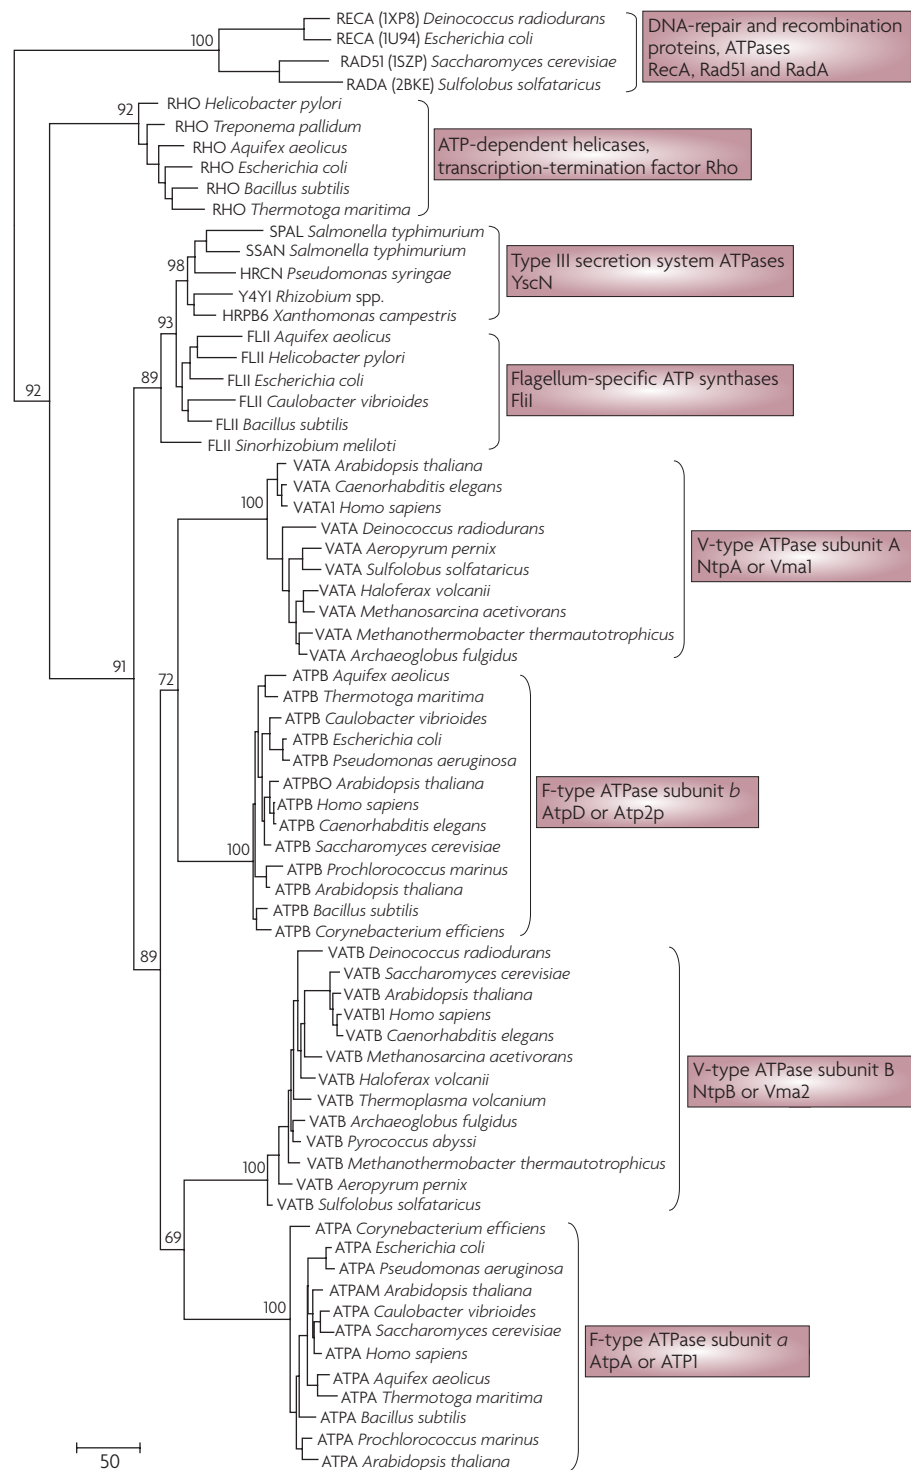 100
RECA (1XP8) Deinococcus radiodurans
RECA (1U94) Escherichia coli
RAD51 (1SZP) Saccharomyces cerevisiae
RADA (2BKE) Sulfolobus solfataricus
DNA-repair and recombination
proteins, ATPases
RecA, Rad51 and RadA
92
RHO Helicobacter pylori
RHO Treponema pallidum
RHO Aquifex aeolicus
RHO Escherichia coli
RHO Bacillus subtilis
RHO Thermotoga maritima
ATP-dependent helicases,
transcription-termination factor Rho
92
98
SPAL Salmonella typhimurium
SSAN Salmonella typhimurium
HRCN Pseudomonas syringae
Y4YI Rhizobium spp.
HRPB6 Xanthomonas campestris
Type III secretion system ATPases
YscN
93
89
FLII Aquifex aeolicus
FLII Helicobacter pylori
FLII Escherichia coli
FLII Caulobacter vibrioides
FLII Bacillus subtilis
FLII Sinorhizobium meliloti
Flagellum-specific ATP synthases
FliI
100
VATA Arabidopsis thaliana
VATA Caenorhabditis elegans
VATA1 Homo sapiens
VATA Deinococcus radiodurans
VATA Aeropyrum pernix
VATA Sulfolobus solfataricus
VATA Haloferax volcanii
VATA Methanosarcina acetivorans
VATA Methanothermobacter thermautotrophicus
VATA Archaeoglobus fulgidus
V-type ATPase subunit A
NtpA or Vma1
91
72
ATPB Aquifex aeolicus
ATPB Thermotoga maritima
ATPB Caulobacter vibrioides
ATPB Escherichia coli
ATPB Pseudomonas aeruginosa
ATPBO Arabidopsis thaliana
ATPB Homo sapiens
ATPB Caenorhabditis elegans
ATPB Saccharomyces cerevisiae
100
ATPB Prochlorococcus marinus
ATPB Arabidopsis thaliana
ATPB Bacillus subtilis
ATPB Corynebacterium efficiens
F-type ATPase subunit b
AtpD or Atp2p
89
VATB Deinococcus radiodurans
VATB Saccharomyces cerevisiae
VATB Arabidopsis thaliana
VATB1 Homo sapiens
VATB Caenorhabditis elegans
VATB Methanosarcina acetivorans
VATB Haloferax volcanii
VATB Thermoplasma volcanium
VATB Archaeoglobus fulgidus
VATB Pyrococcus abyssi
VATB Methanothermobacter thermautotrophicus
100
VATB Aeropyrum pernix
VATB Sulfolobus solfataricus
V-type ATPase subunit B
NtpB or Vma2
69
ATPA Corynebacterium efficiens
ATPA Escherichia coli
ATPA Pseudomonas aeruginosa
ATPAM Arabidopsis thaliana
100
ATPA Caulobacter vibrioides
ATPA Saccharomyces cerevisiae
ATPA Homo sapiens
ATPA Aquifex aeolicus
ATPA Thermotoga maritima
ATPA Bacillus subtilis
ATPA Prochlorococcus marinus
ATPA Arabidopsis thaliana
F-type ATPase subunit a
AtpA or ATP1
50